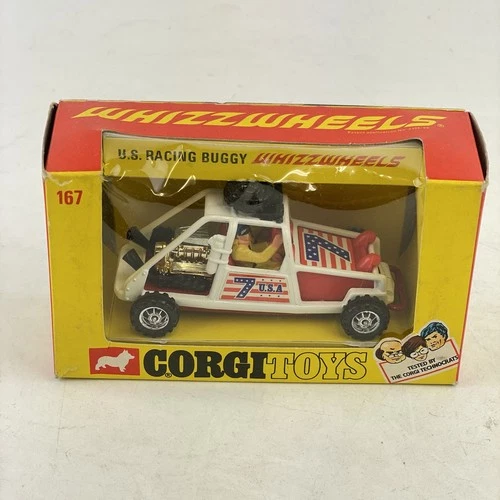 WHIZZWHEELS
U.S. RACING BUGGY WHIZZWHEELS
167
7
7 U.S.A
CORGI TOYS
TESTED BY
THE CORGI TECHNOCRATS